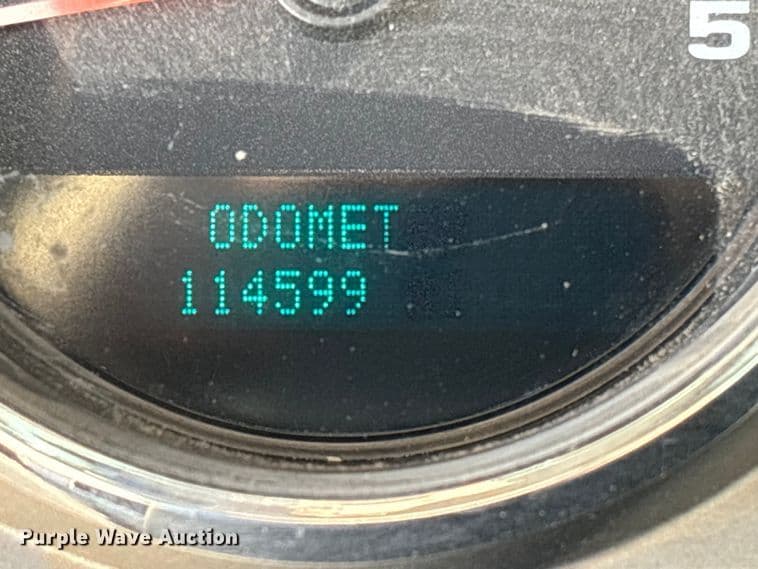 5
ODOMET
114599
Purple Wave Auction